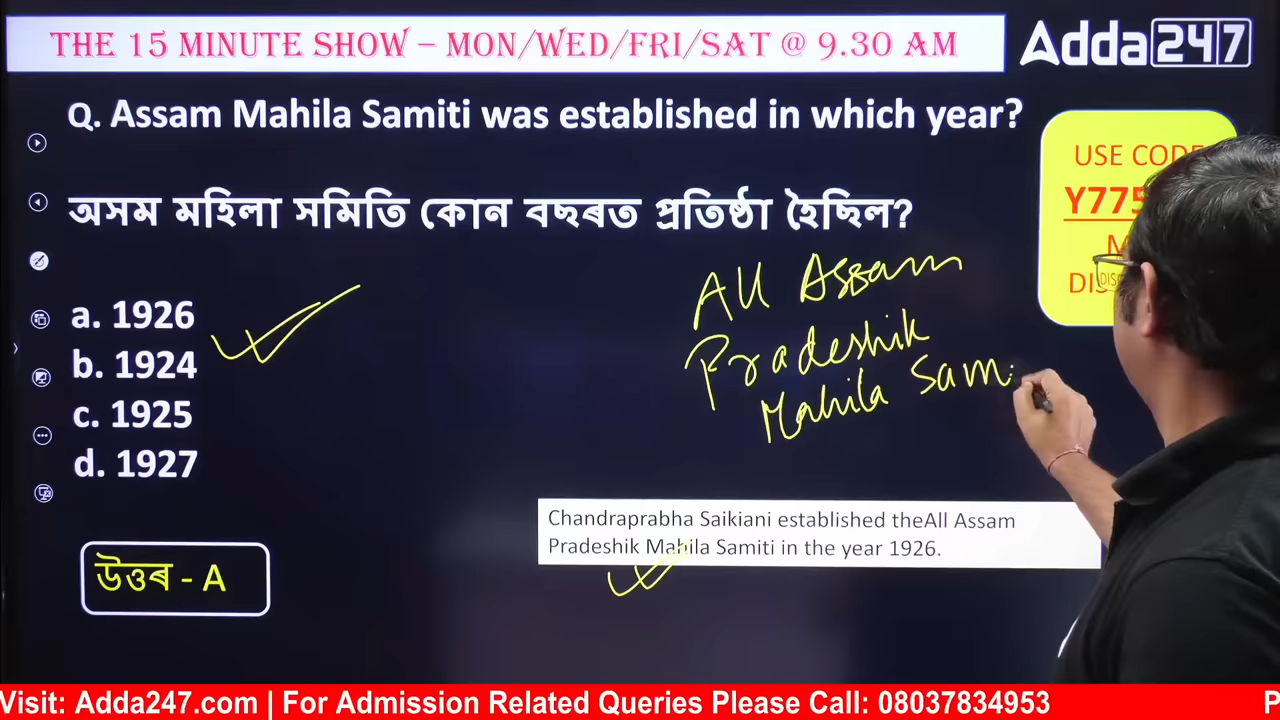 THE 15 MINUTE SHOW – MON/WED/FRI/SAT @ 9.30 AM
Adda247
Q. Assam Mahila Samiti was established in which year?
অসম মহিলা সমিতি কোন বছৰত প্ৰতিষ্ঠা হৈছিল?
USE CODE
Y775
All Assam
Pradeshik
Mahila Sami
a. 1926
b. 1924
c. 1925
d. 1927
Chandraprabha Saikiani established theAll Assam
Pradeshik Mahila Samiti in the year 1926.
উত্তৰ - A
Visit: Adda247.com | For Admission Related Queries Please Call: 08037834953